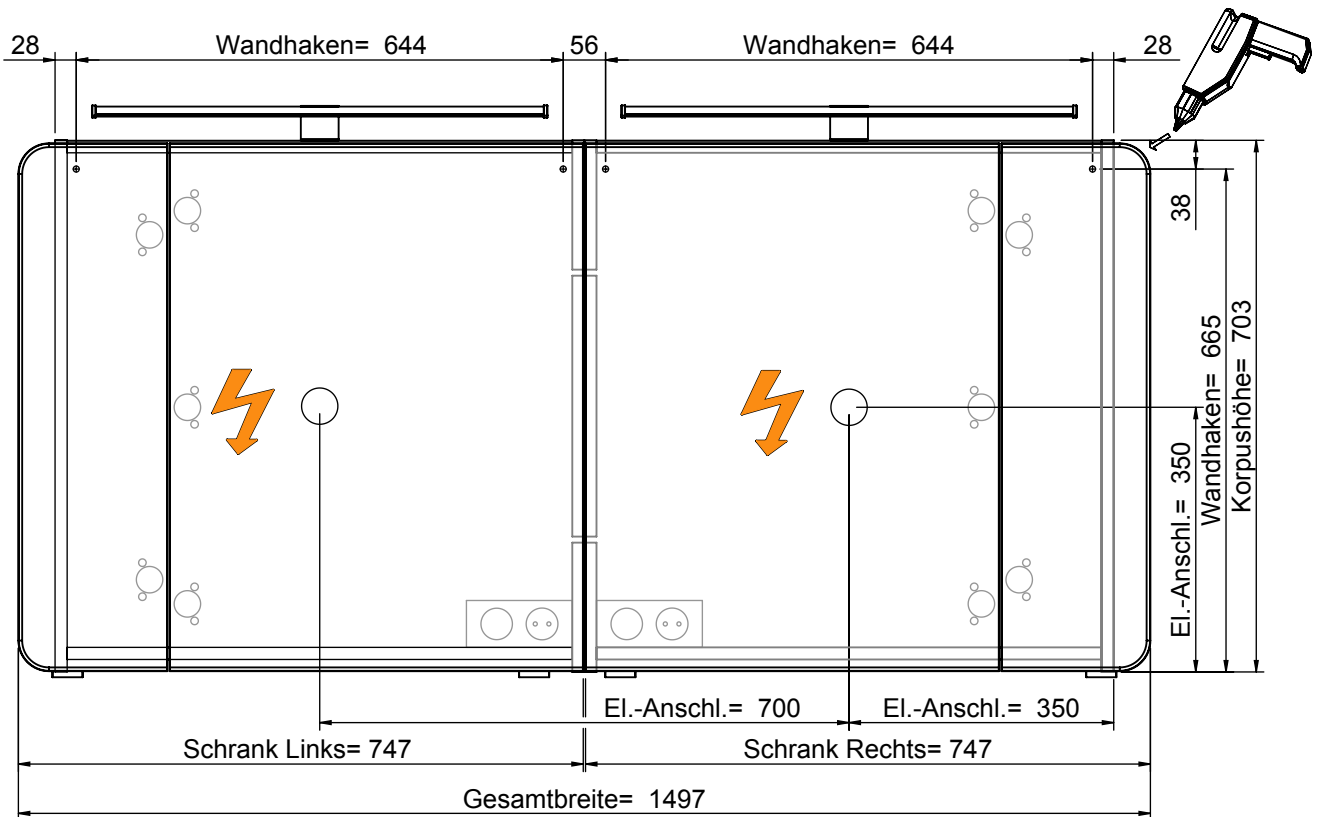 28
Wandhaken= 644
56
Wandhaken= 644
28
38
Wandhaken= 665
Korpushöhe= 703
El.-Anschl.= 350
El.-Anschl.= 700
El.-Anschl.= 350
Schrank Links= 747
Schrank Rechts= 747
Gesamtbreite= 1497